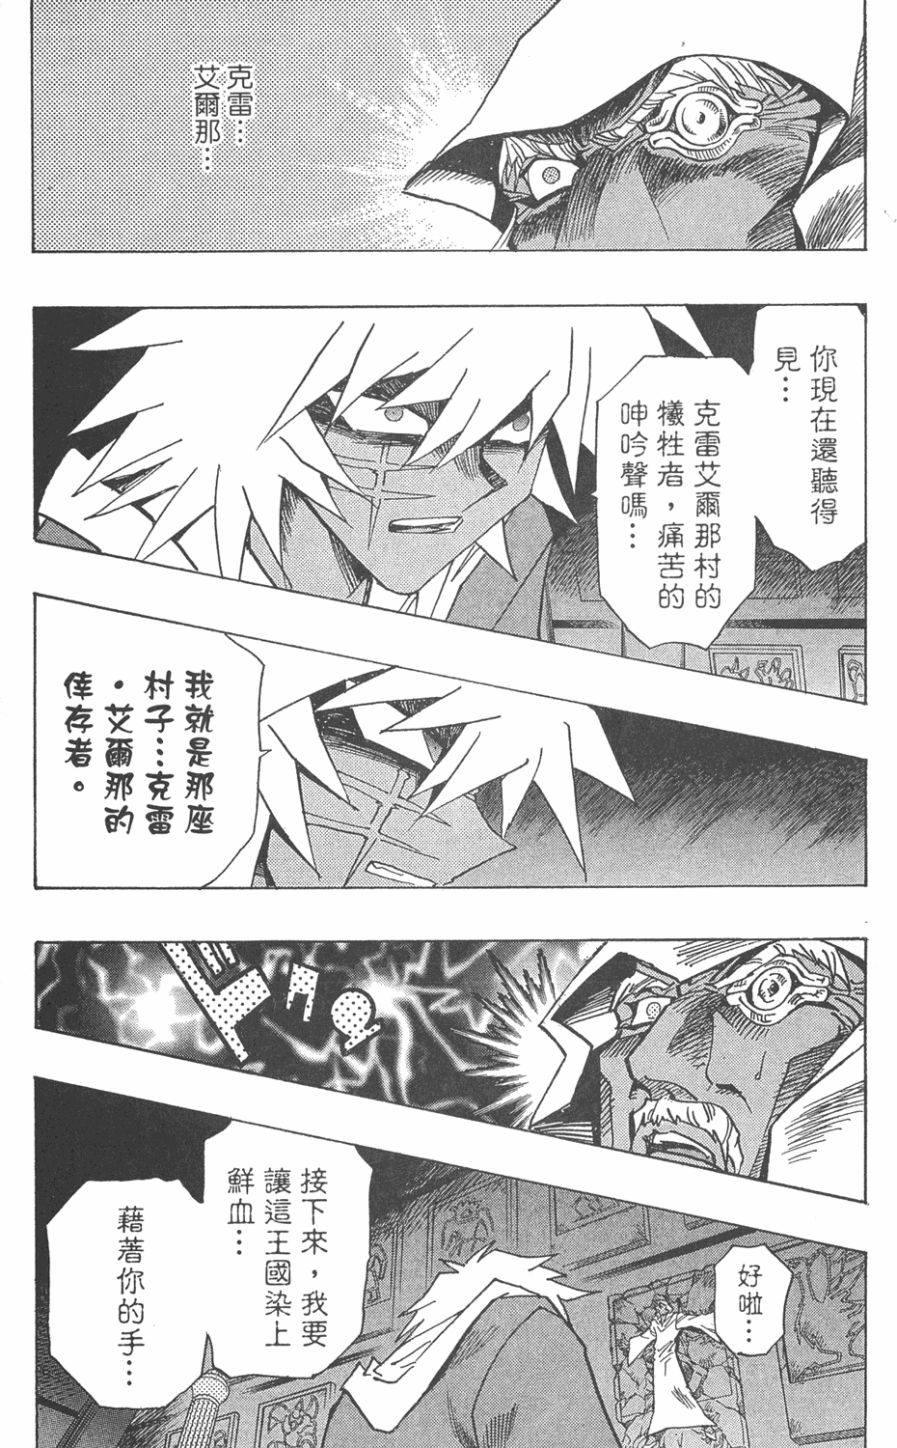 克雷…
艾爾那…
你現在還聽得
見…
克雷艾爾那村的
犧牲者，痛苦的
呻吟聲嗎…
我就是那座
村子…克雷
·艾爾那的
倖存者。
好啦…
接下來，我要
讓這王國染上
鮮血…
藉著你的手…